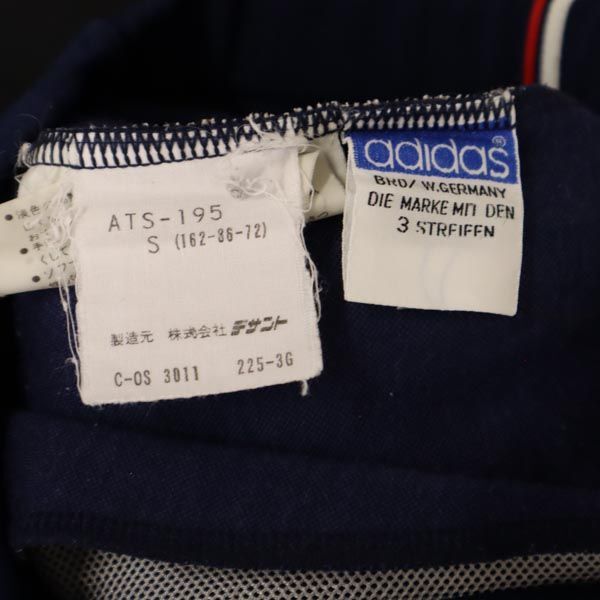 ATS-195
S (162-86-72)
製造元 株式会社デサント
C-OS 3011 225-3G
adidas®
BRD/W.GERMANY
DIE MARKE MIT DEN
3 STREIFEN